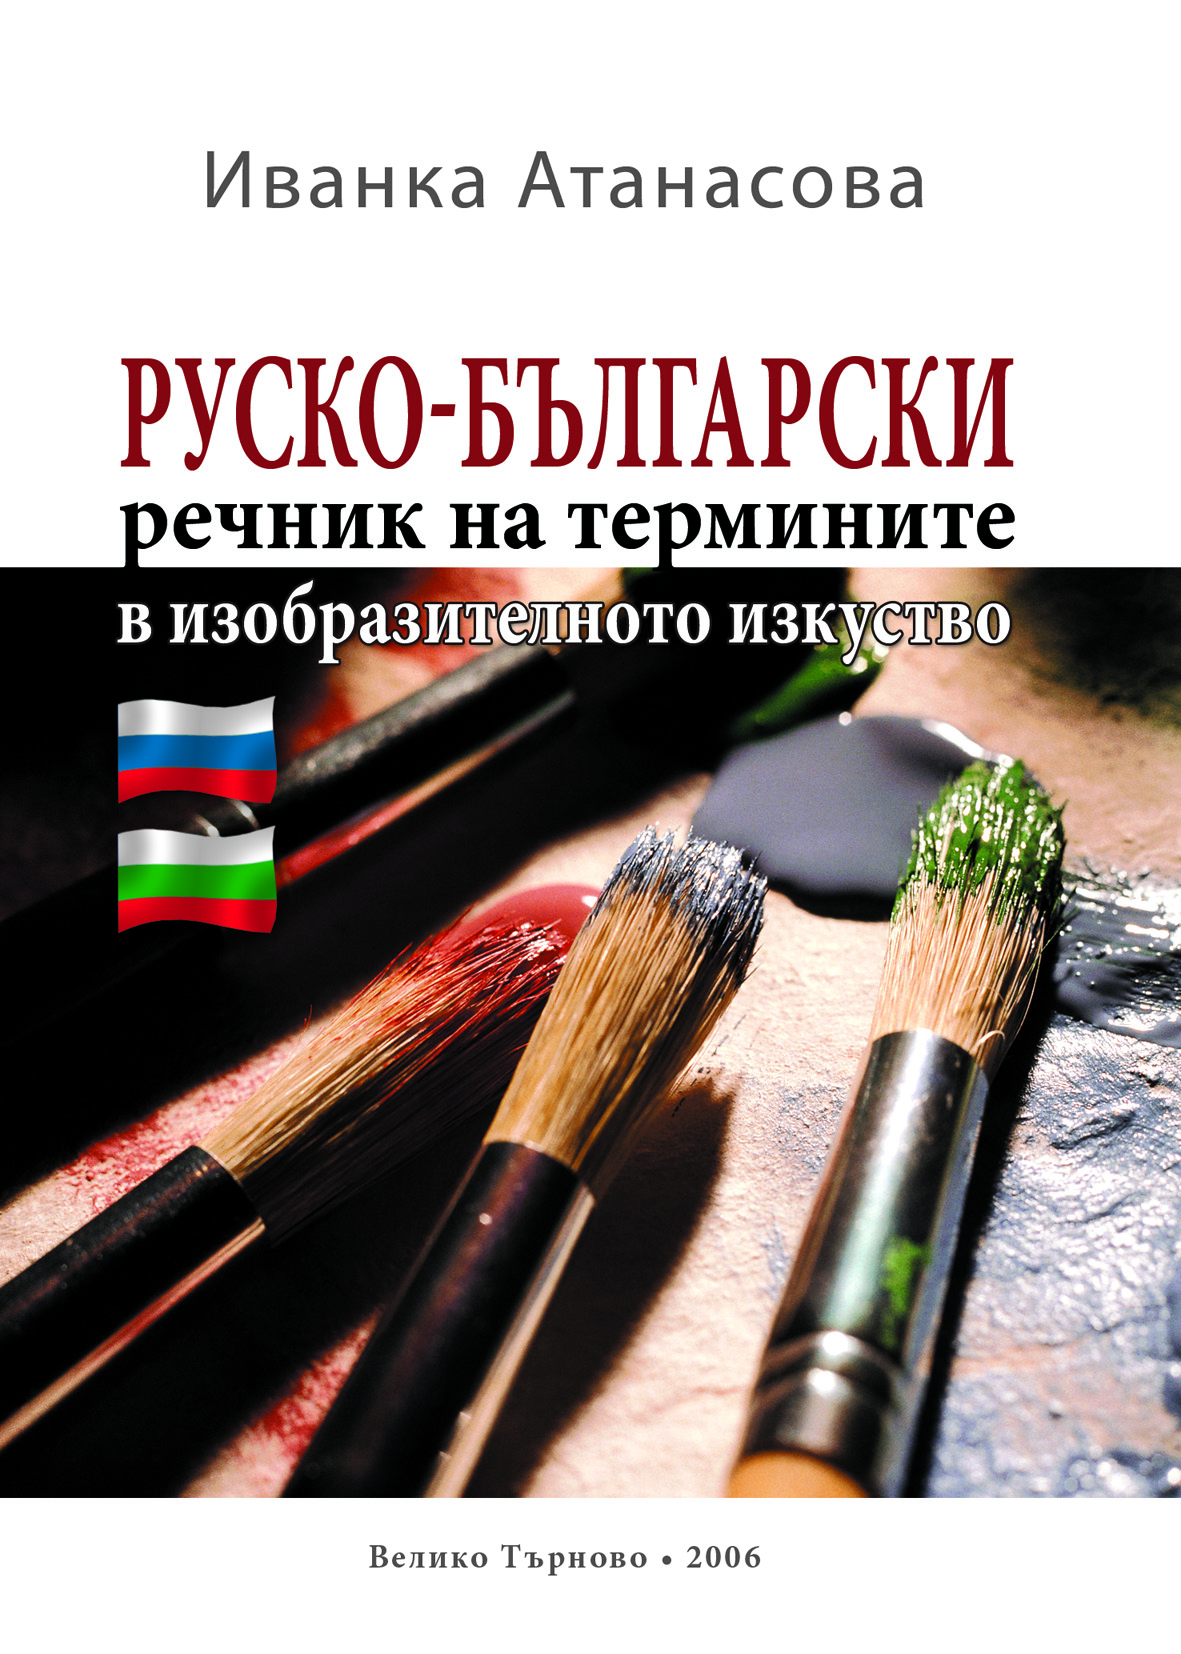 Иванка Атанасова
РУСКО-БЪЛГАРСКИ
речник на термините
в изобразителното изкуство
Велико Търново • 2006